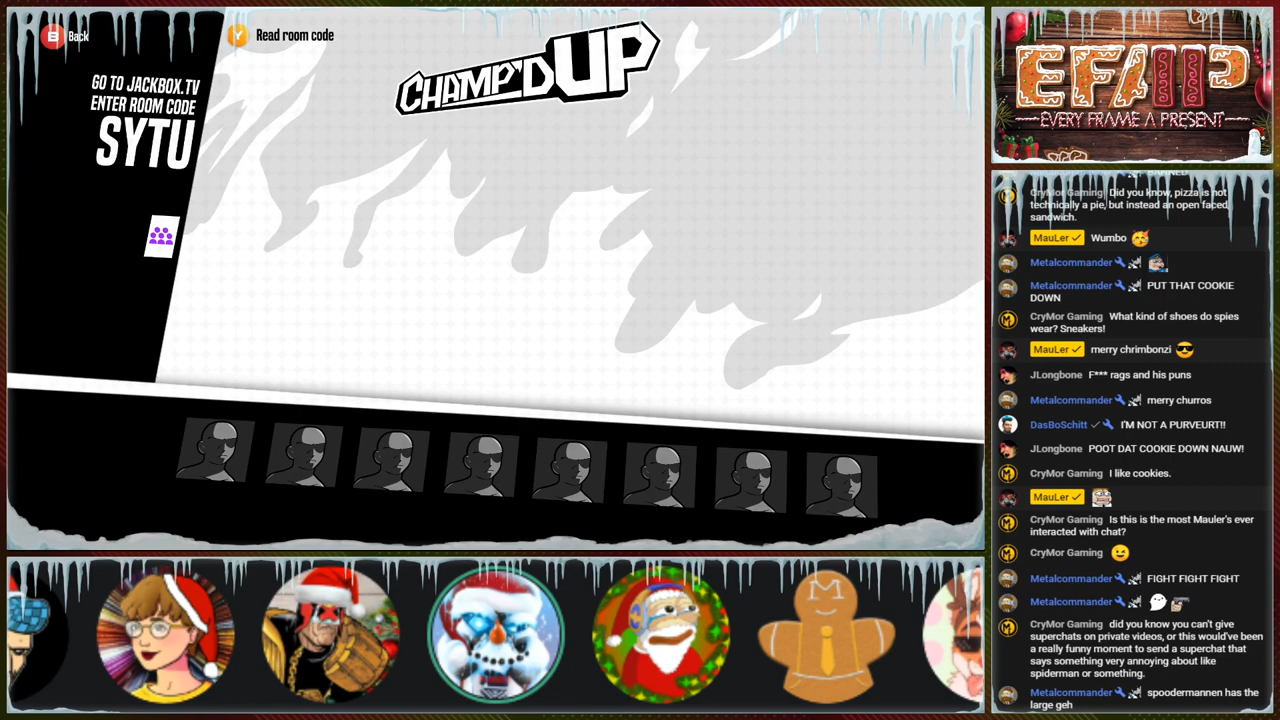 B Back
Y Read room code
CHAMP'D UP
GO TO JACKBOX.TV
ENTER ROOM CODE
SYTU
EFAP
EVERY FRAME A PRESENT
CryMor Gaming Did you know, pizza is not
technically a pie, but instead an open faced
sandwich.
MauLer ✓ Wumbo 🥳
Metalcommander
Metalcommander PUT THAT COOKIE
DOWN
CryMor Gaming What kind of shoes do spies
wear? Sneakers!
MauLer ✓ merry chrimbonzi 😎
JLongbone F*** rags and his puns
Metalcommander merry churros
DasBoSchitt ✓ I'M NOT A PURVEURT!!
JLongbone POOT DAT COOKIE DOWN NAUW!
CryMor Gaming I like cookies.
MauLer ✓
CryMor Gaming Is this is the most Mauler's ever
interacted with chat?
CryMor Gaming 😉
Metalcommander FIGHT FIGHT FIGHT
Metalcommander
CryMor Gaming did you know you can't give
superchats on private videos, or this would've been
a really funny moment to send a superchat that
says something very annoying about like
spiderman or something.
Metalcommander spoodermannen has the
large geh
M